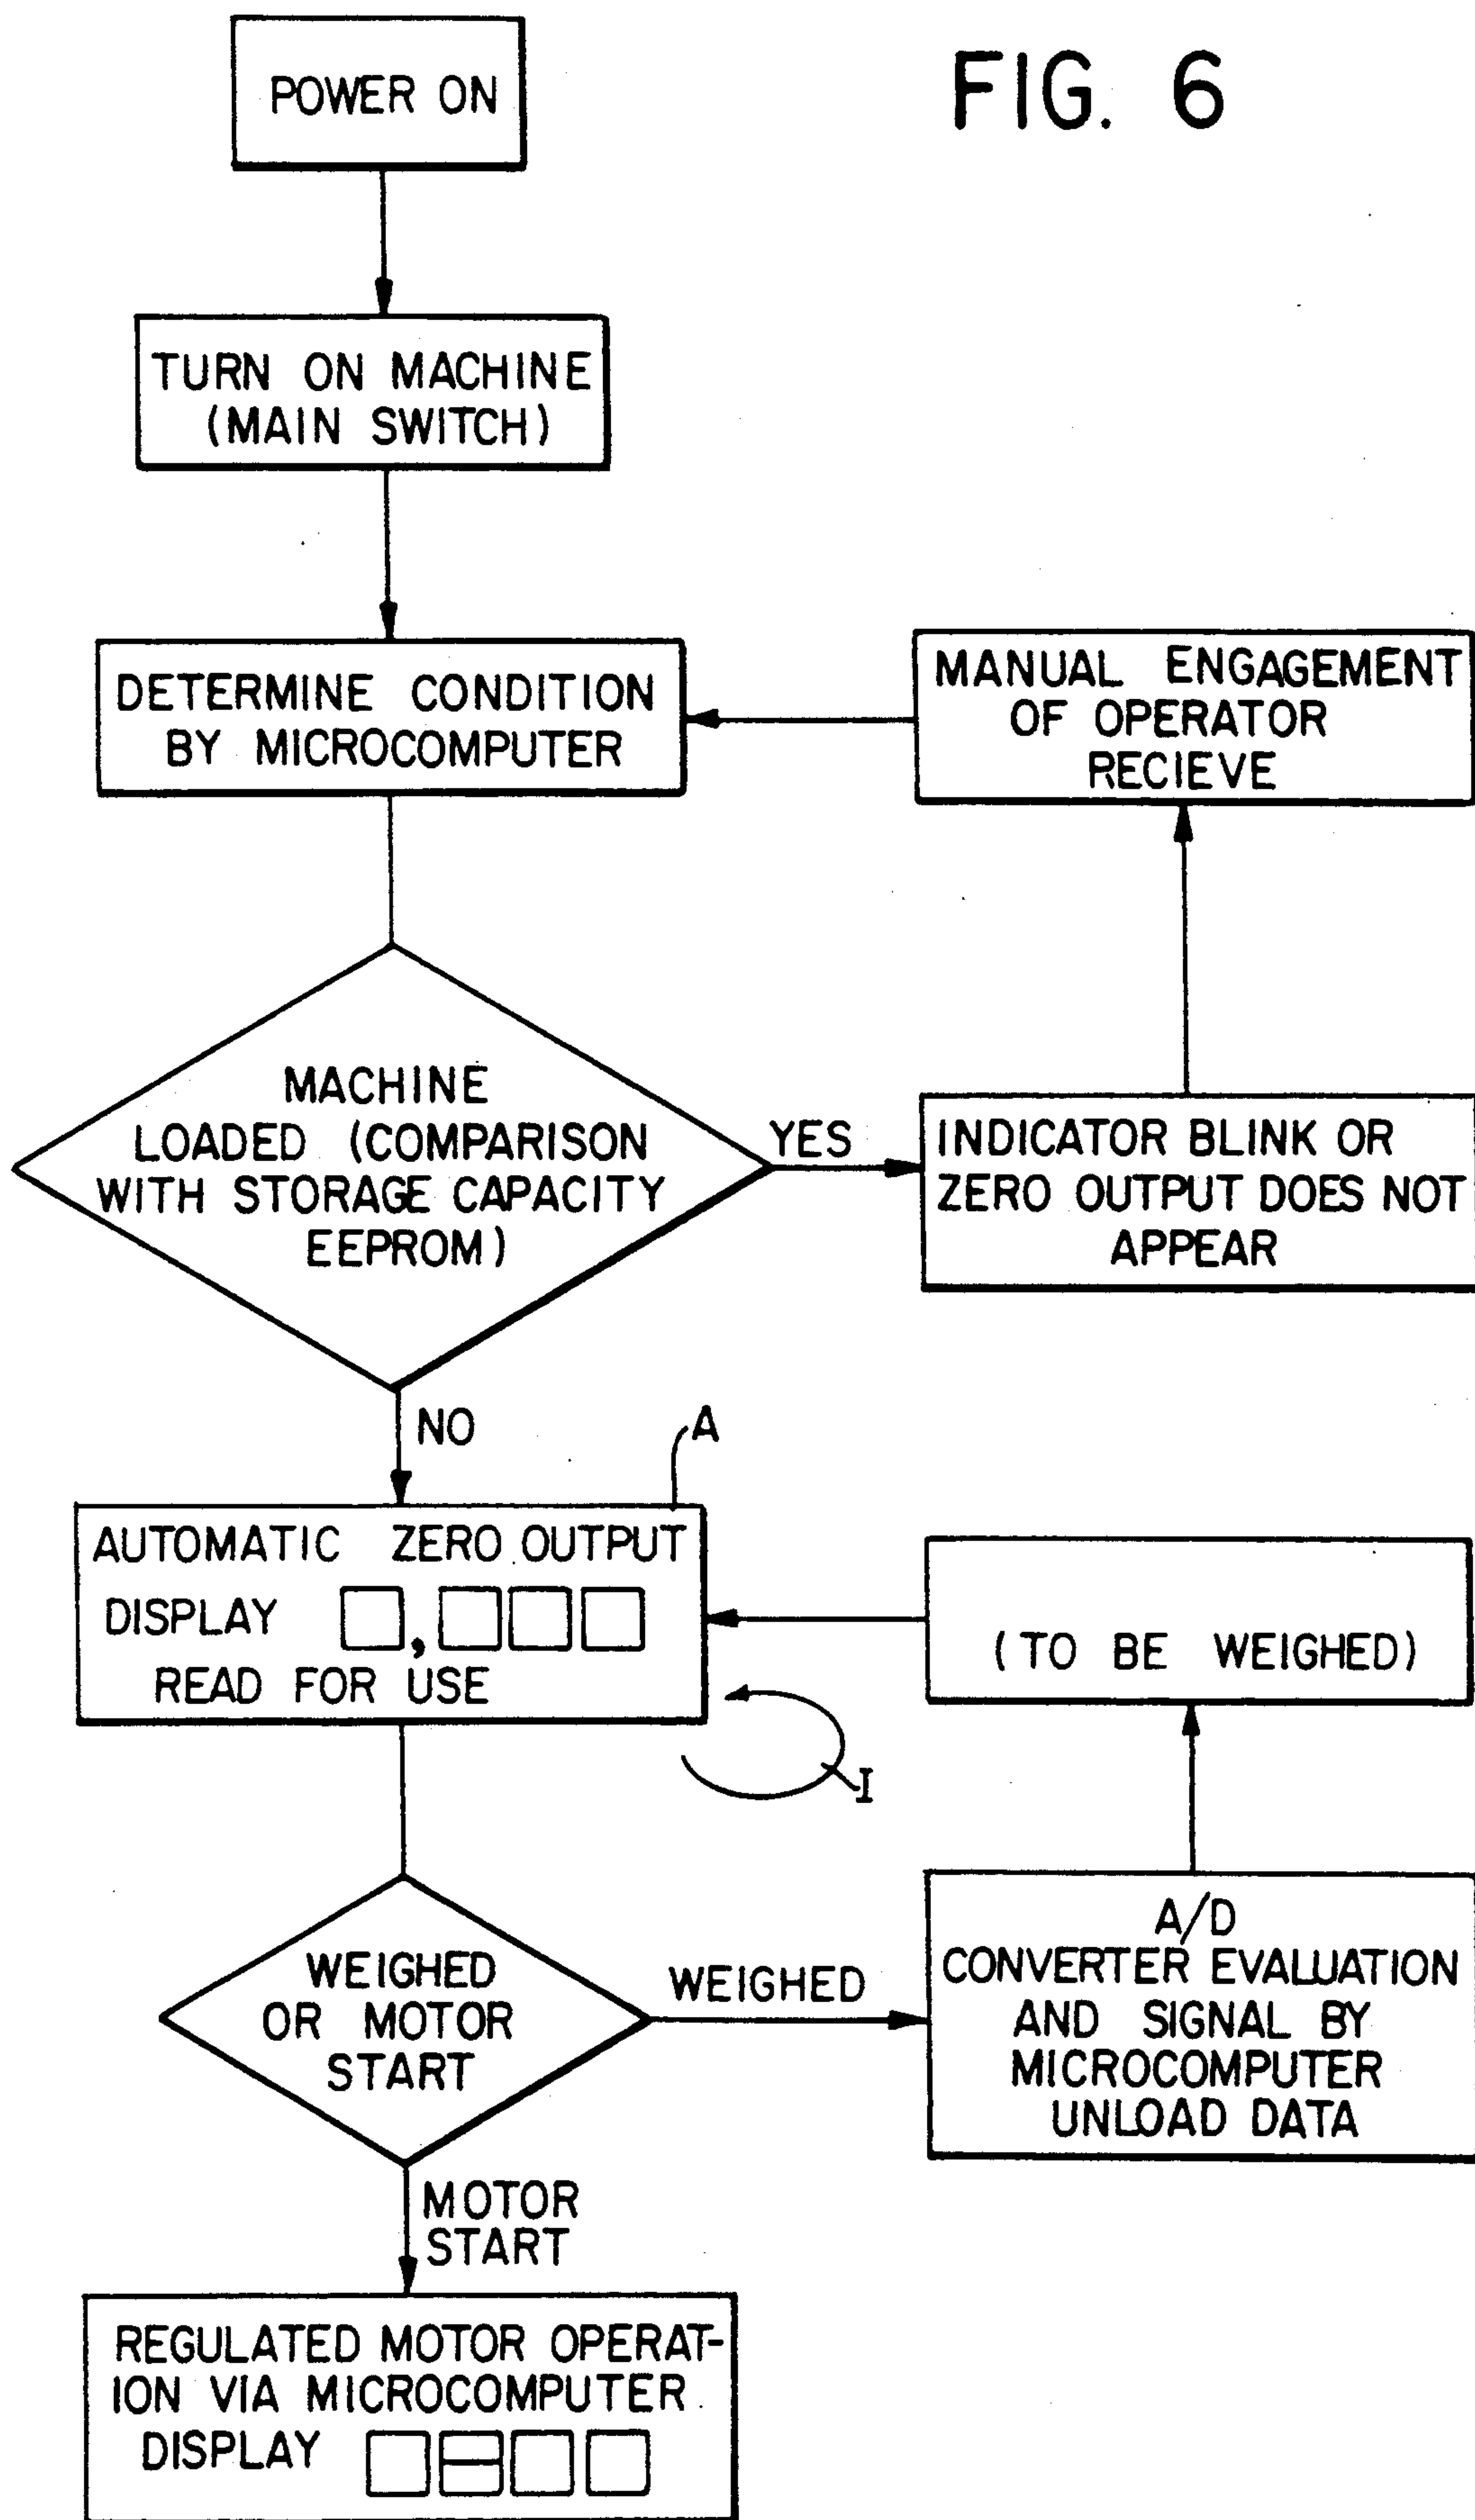 FIG. 6
POWER ON
TURN ON MACHINE
(MAIN SWITCH)
DETERMINE CONDITION
BY MICROCOMPUTER
MANUAL ENGAGEMENT
OF OPERATOR
RECIEVE
MACHINE
LOADED (COMPARISON
WITH STORAGE CAPACITY
EEPROM)
YES
INDICATOR BLINK OR
ZERO OUTPUT DOES NOT
APPEAR
NO
A
AUTOMATIC ZERO OUTPUT
DISPLAY ,
READ FOR USE
(TO BE WEIGHED)
I
WEIGHED
OR MOTOR
START
WEIGHED
A/D
CONVERTER EVALUATION
AND SIGNAL BY
MICROCOMPUTER
UNLOAD DATA
MOTOR
START
REGULATED MOTOR OPERAT-
ION VIA MICROCOMPUTER
DISPLAY